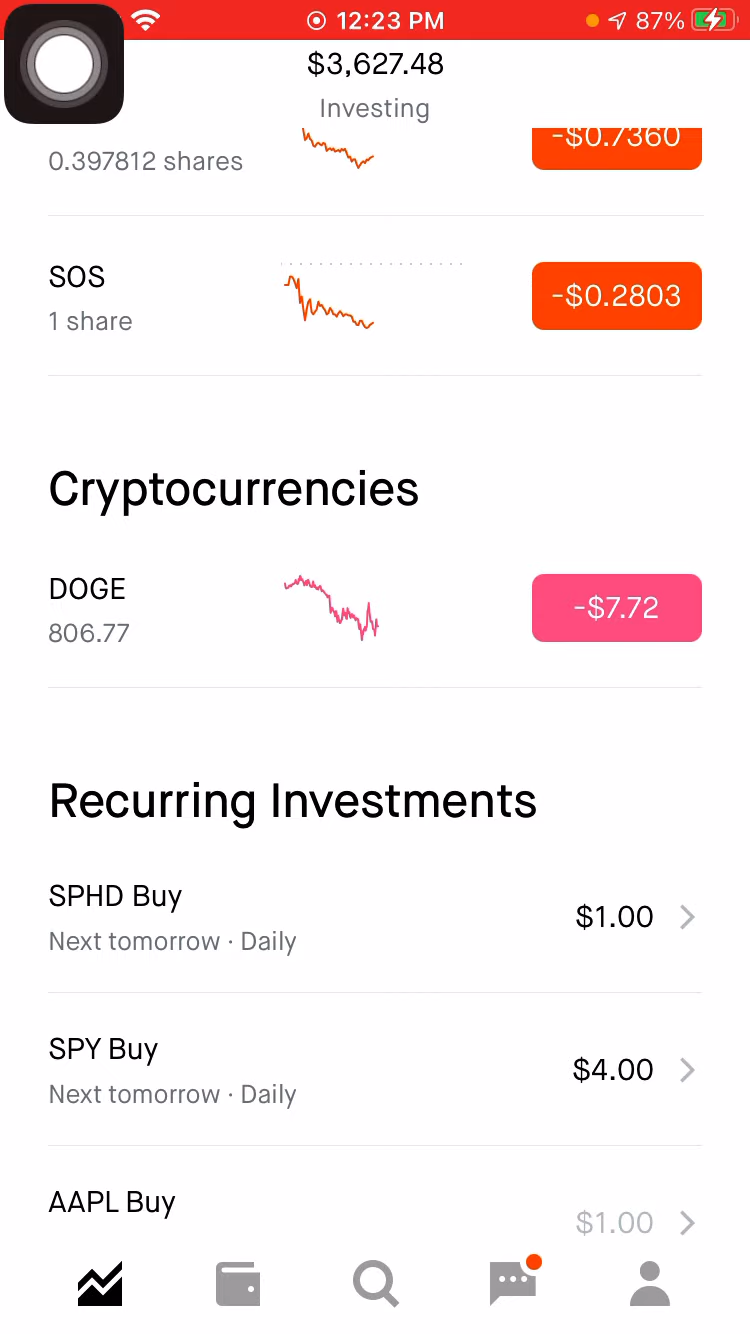 12:23 PM
87%
$3,627.48
Investing
-$0.7360
0.397812 shares
SOS
-$0.2803
1 share
Cryptocurrencies
DOGE
-$7.72
806.77
Recurring Investments
SPHD Buy
$1.00
Next tomorrow · Daily
SPY Buy
$4.00
Next tomorrow · Daily
AAPL Buy
$1.00